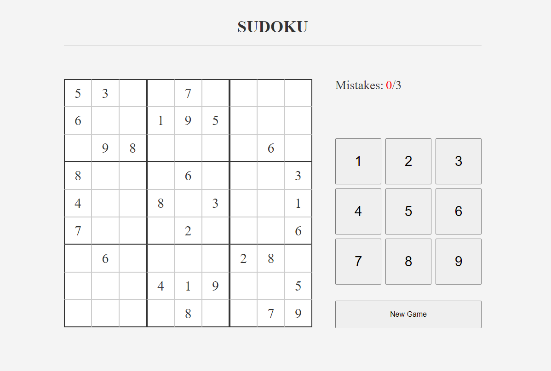 SUDOKU
Mistakes: 0/3
5 3 7
6 1 9 5
9 8 6
8 6 3
4 8 3 1
7 2 6
6 2 8
4 1 9 5
8 7 9
1 2 3
4 5 6
7 8 9
New Game